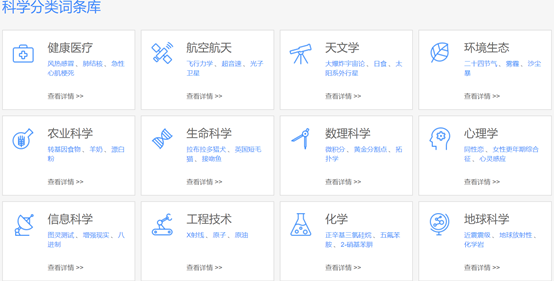 科学分类词条库
健康医疗
风热感冒、肺结核、急性
心肌梗死
查看详情 >>
航空航天
飞行力学、超音速、光子
卫星
查看详情 >>
天文学
大爆炸宇宙论、日食、太
阳系外行星
查看详情 >>
环境生态
二十四节气、雾霾、沙尘
暴
查看详情 >>
农业科学
转基因食物、羊奶、漂白
粉
查看详情 >>
生命科学
拉布拉多猎犬、英国短毛
猫、接吻鱼
查看详情 >>
数理科学
微积分、黄金分割点、拓
扑学
查看详情 >>
心理学
同性恋、女性更年期综合
征、心灵感应
查看详情 >>
信息科学
图灵测试、增强现实、八
进制
查看详情 >>
工程技术
X射线、原子、原油
查看详情 >>
化学
正辛基三氯硅烷、五氟苯
胺、2-硝基苯肼
查看详情 >>
地球科学
近震震级、地球放射性、
化学岩
查看详情 >>